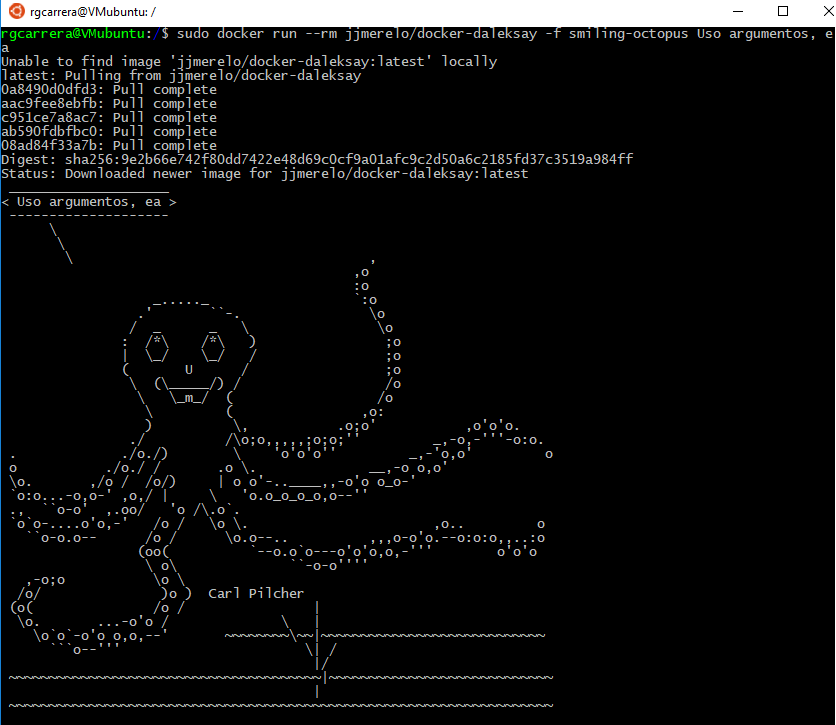 rgcarrera@VMubuntu: /
rgcarrera@VMubuntu:/$ sudo docker run --rm jjmerelo/docker-daleksay -f smiling-octopus Uso argumentos, e
a
Unable to find image 'jjmerelo/docker-daleksay:latest' locally
latest: Pulling from jjmerelo/docker-daleksay
0a8490d0dfd3: Pull complete
aac9fee8ebfb: Pull complete
c951ce7a8ac7: Pull complete
ab590fdbfbc0: Pull complete
08ad84f33a7b: Pull complete
Digest: sha256:9e2b66e742f80dd7422e48d69c0cf9a01afc9c2d50a6c2185fd37c3519a984ff
Status: Downloaded newer image for jjmerelo/docker-daleksay:latest
< Uso argumentos, ea >
Carl Pilcher